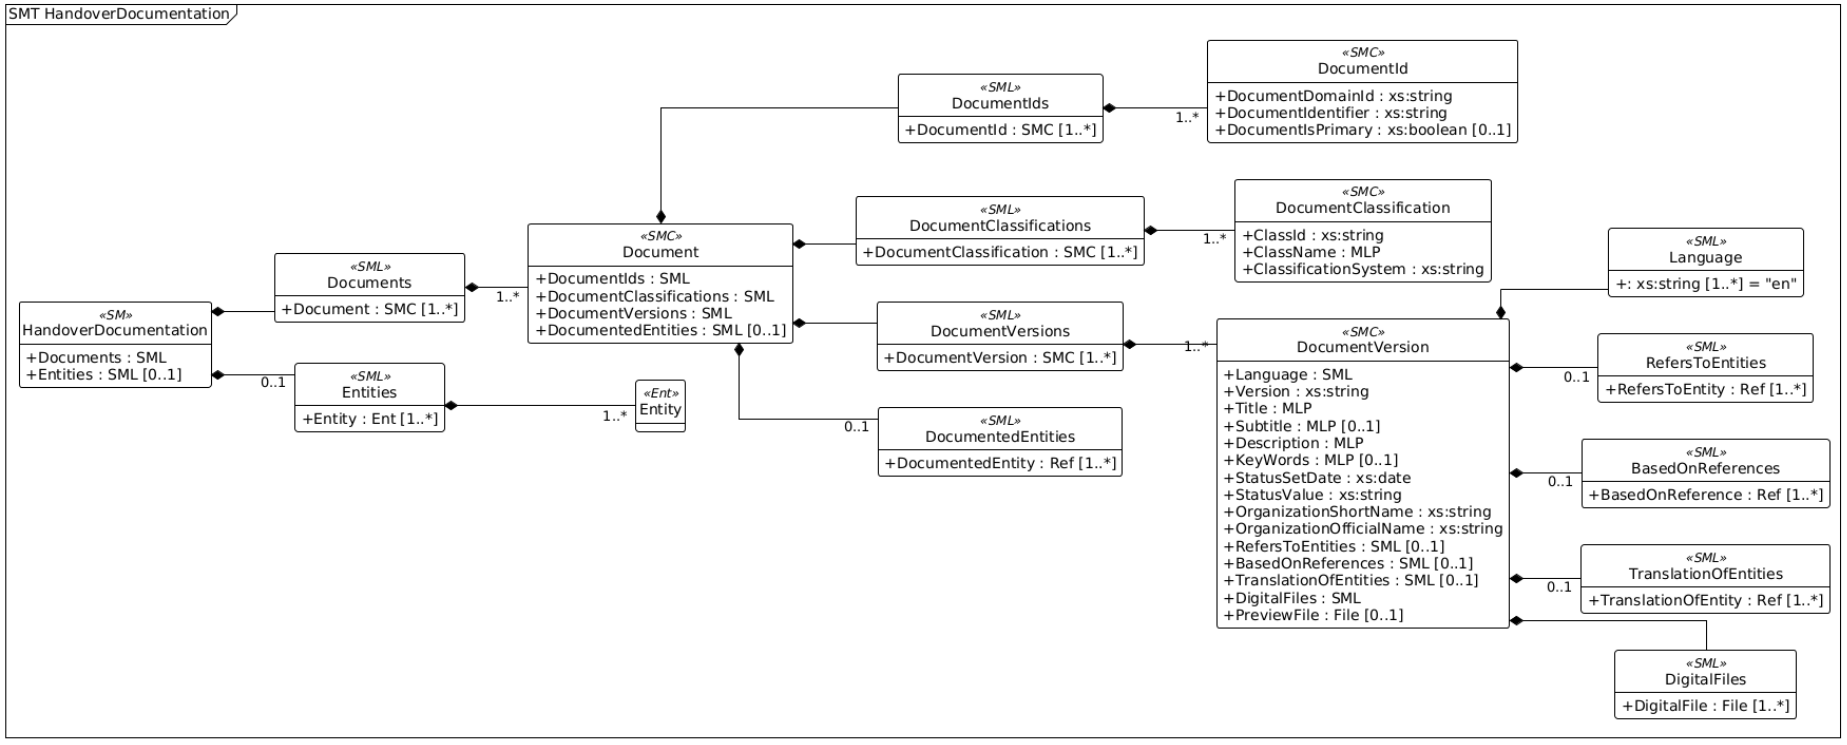 SMT HandoverDocumentation
«SM»
HandoverDocumentation
+Documents : SML
+Entities : SML [0..1]
0..1
«SML»
Documents
+Document : SMC [1..*]
1..*
«SML»
Entities
+Entity : Ent [1..*]
1..*
«Ent»
Entity
«SMC»
Document
+DocumentIds : SML
+DocumentClassifications : SML
+DocumentVersions : SML
+DocumentedEntities : SML [0..1]
0..1
«SML»
DocumentIds
+DocumentId : SMC [1..*]
1..*
«SMC»
DocumentId
+DocumentDomainId : xs:string
+DocumentIdentifier : xs:string
+DocumentIsPrimary : xs:boolean [0..1]
«SML»
DocumentClassifications
+DocumentClassification : SMC [1..*]
1..*
«SMC»
DocumentClassification
+ClassId : xs:string
+ClassName : MLP
+ClassificationSystem : xs:string
«SML»
DocumentVersions
+DocumentVersion : SMC [1..*]
1..*
«SML»
DocumentedEntities
+DocumentedEntity : Ref [1..*]
«SMC»
DocumentVersion
+Language : SML
+Version : xs:string
+Title : MLP
+Subtitle : MLP [0..1]
+Description : MLP
+KeyWords : MLP [0..1]
+StatusSetDate : xs:date
+StatusValue : xs:string
+OrganizationShortName : xs:string
+OrganizationOfficialName : xs:string
+RefersToEntities : SML [0..1]
+BasedOnReferences : SML [0..1]
+TranslationOfEntities : SML [0..1]
+DigitalFiles : SML
+PreviewFile : File [0..1]
«SML»
Language
+: xs:string [1..*] = "en"
0..1
«SML»
RefersToEntities
+RefersToEntity : Ref [1..*]
0..1
«SML»
BasedOnReferences
+BasedOnReference : Ref [1..*]
0..1
«SML»
TranslationOfEntities
+TranslationOfEntity : Ref [1..*]
«SML»
DigitalFiles
+DigitalFile : File [1..*]